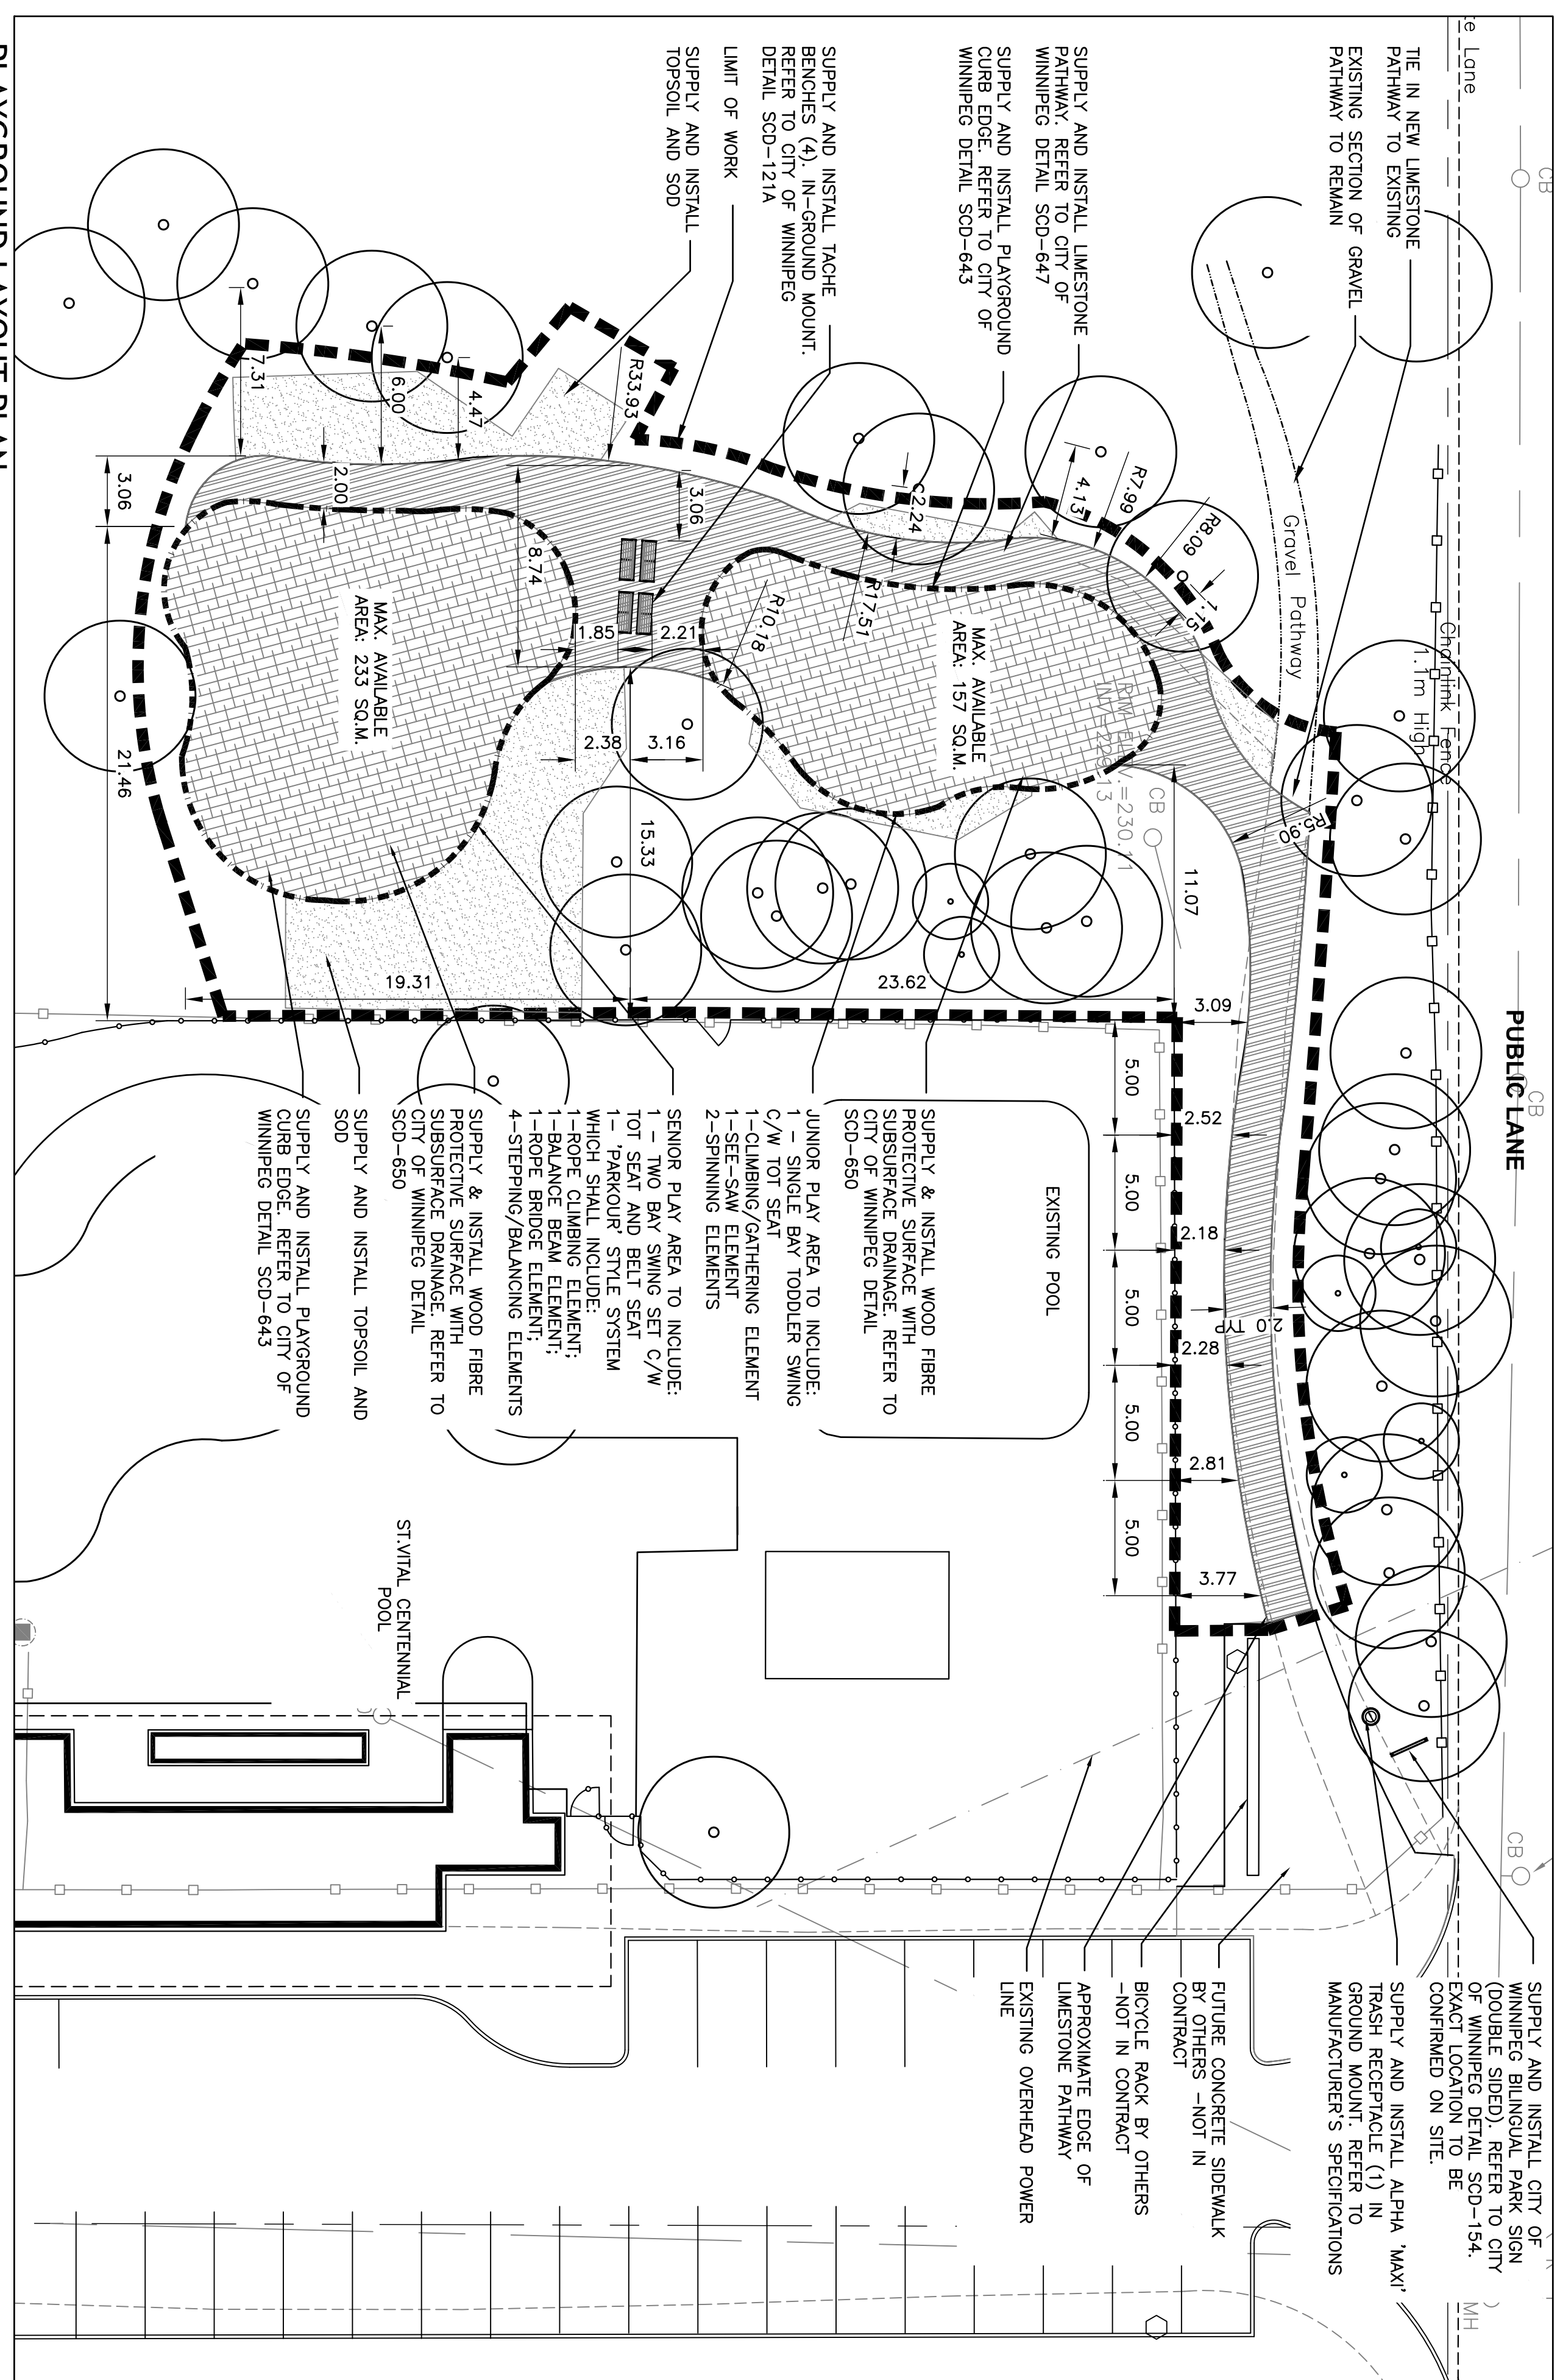 SUPPLY AND INSTALL CITY OF
WINNIPEG BILINGUAL PARK SIGN
(DOUBLE SIDED). REFER TO CITY
OF WINNIPEG DETAIL SCD-154.
EXACT LOCATION TO BE
CONFIRMED ON SITE.
SUPPLY AND INSTALL ALPHA 'MAXI'
TRASH RECEPTACLE (1) IN
GROUND MOUNT. REFER TO
MANUFACTURER'S SPECIFICATIONS
FUTURE CONCRETE SIDEWALK
BY OTHERS -NOT IN
CONTRACT
BICYCLE RACK BY OTHERS
-NOT IN CONTRACT
APPROXIMATE EDGE OF
LIMESTONE PATHWAY
EXISTING OVERHEAD POWER
LINE
MH
CB
CB
CB
CB
PUBLIC LANE
Lane
Chainlink Fence
1.1m High
Gravel Pathway
TIE IN NEW LIMESTONE
PATHWAY TO EXISTING
EXISTING SECTION OF GRAVEL
PATHWAY TO REMAIN
SUPPLY AND INSTALL LIMESTONE
PATHWAY. REFER TO CITY OF
WINNIPEG DETAIL SCD-647
SUPPLY AND INSTALL PLAYGROUND
CURB EDGE. REFER TO CITY OF
WINNIPEG DETAIL SCD-643
SUPPLY AND INSTALL TACHE
BENCHES (4). IN-GROUND MOUNT.
REFER TO CITY OF WINNIPEG
DETAIL SCD-121A
LIMIT OF WORK
SUPPLY AND INSTALL
TOPSOIL AND SOD
R8.09
R7.69
4.13
2.24
R33.93
4.47
6.00
7.31
3.06
2.00
8.74
3.06
R17.51
R10.18
1.85
2.21
2.38
3.16
15.33
21.46
19.31
23.62
11.07
R5.90
3.09
2.52
2.18
2.28
2.81
3.77
2.0 TYP
5.00
5.00
5.00
5.00
5.00
MAX. AVAILABLE
AREA: 157 SQ.M.
MAX. AVAILABLE
AREA: 233 SQ.M.
EXISTING POOL
SUPPLY & INSTALL WOOD FIBRE
PROTECTIVE SURFACE WITH
SUBSURFACE DRAINAGE. REFER TO
CITY OF WINNIPEG DETAIL
SCD-650
JUNIOR PLAY AREA TO INCLUDE:
1 - SINGLE BAY TODDLER SWING
C/W TOT SEAT
1-CLIMBING/GATHERING ELEMENT
1-SEE-SAW ELEMENT
2-SPINNING ELEMENTS
SENIOR PLAY AREA TO INCLUDE:
1 - TWO BAY SWING SET C/W
TOT SEAT AND BELT SEAT
1- 'PARKOUR' STYLE SYSTEM
WHICH SHALL INCLUDE:
1-ROPE CLIMBING ELEMENT;
1-BALANCE BEAM ELEMENT;
1-ROPE BRIDGE ELEMENT;
4-STEPPING/BALANCING ELEMENTS
SUPPLY & INSTALL WOOD FIBRE
PROTECTIVE SURFACE WITH
SUBSURFACE DRAINAGE. REFER TO
CITY OF WINNIPEG DETAIL
SCD-650
SUPPLY AND INSTALL TOPSOIL AND
SOD
SUPPLY AND INSTALL PLAYGROUND
CURB EDGE. REFER TO CITY OF
WINNIPEG DETAIL SCD-643
ST.VITAL CENTENNIAL
POOL
PLAYGROUND LAYOUT PLAN